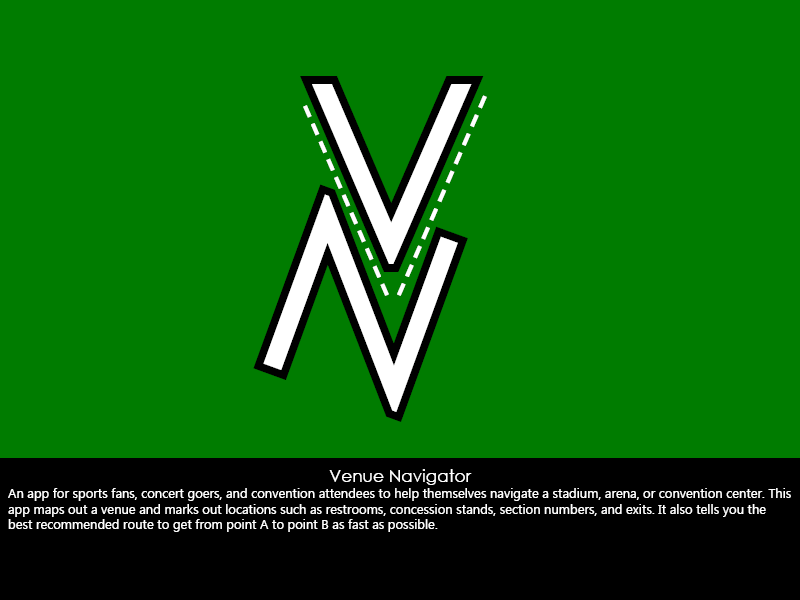 V
N
Venue Navigator
An app for sports fans, concert goers, and convention attendees to help themselves navigate a stadium, arena, or convention center. This
app maps out a venue and marks out locations such as restrooms, concession stands, section numbers, and exits. It also tells you the
best recommended route to get from point A to point B as fast as possible.